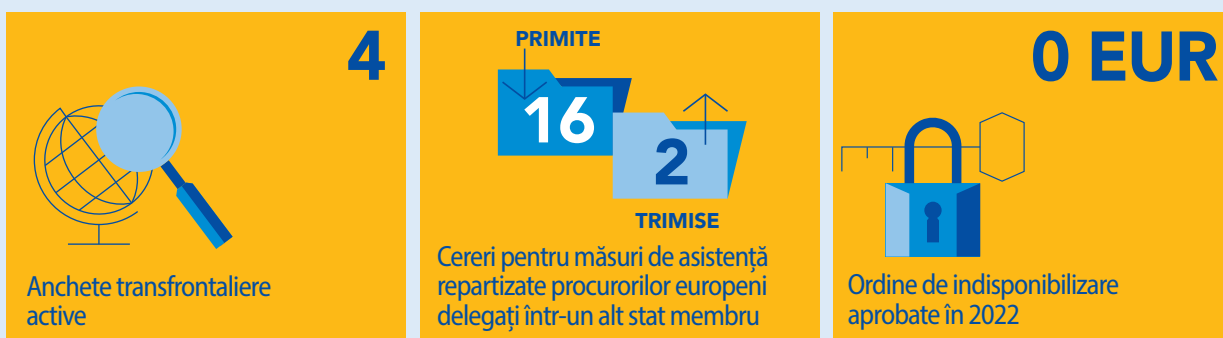 4
Anchete transfrontaliere
active
PRIMITE
16
2
TRIMISE
Cereri pentru măsuri de asistență
repartizate procurorilor europeni
delegați într-un alt stat membru
0 EUR
Ordine de indisponibilizare
aprobate în 2022